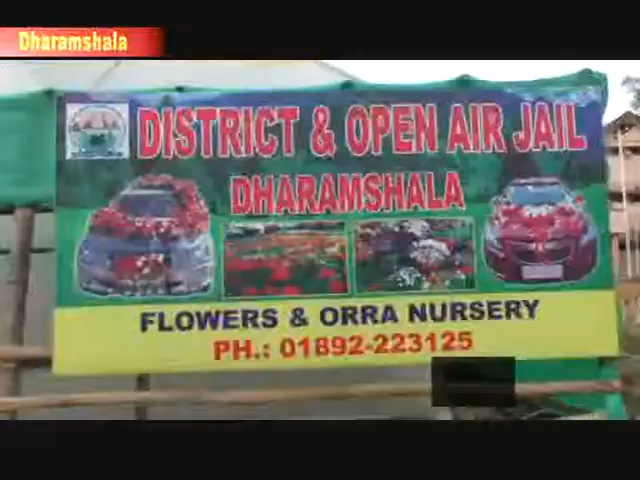 Dharamshala
DISTRICT & OPEN AIR JAIL
DHARAMSHALA
FLOWERS & ORRA NURSERY
PH.: 01892-223125